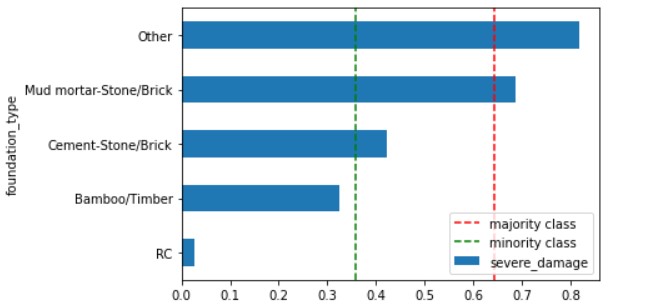 Other
Mud mortar-Stone/Brick
Cement-Stone/Brick
Bamboo/Timber
RC
foundation_type
majority class
minority class
severe_damage
0.0 0.1 0.2 0.3 0.4 0.5 0.6 0.7 0.8